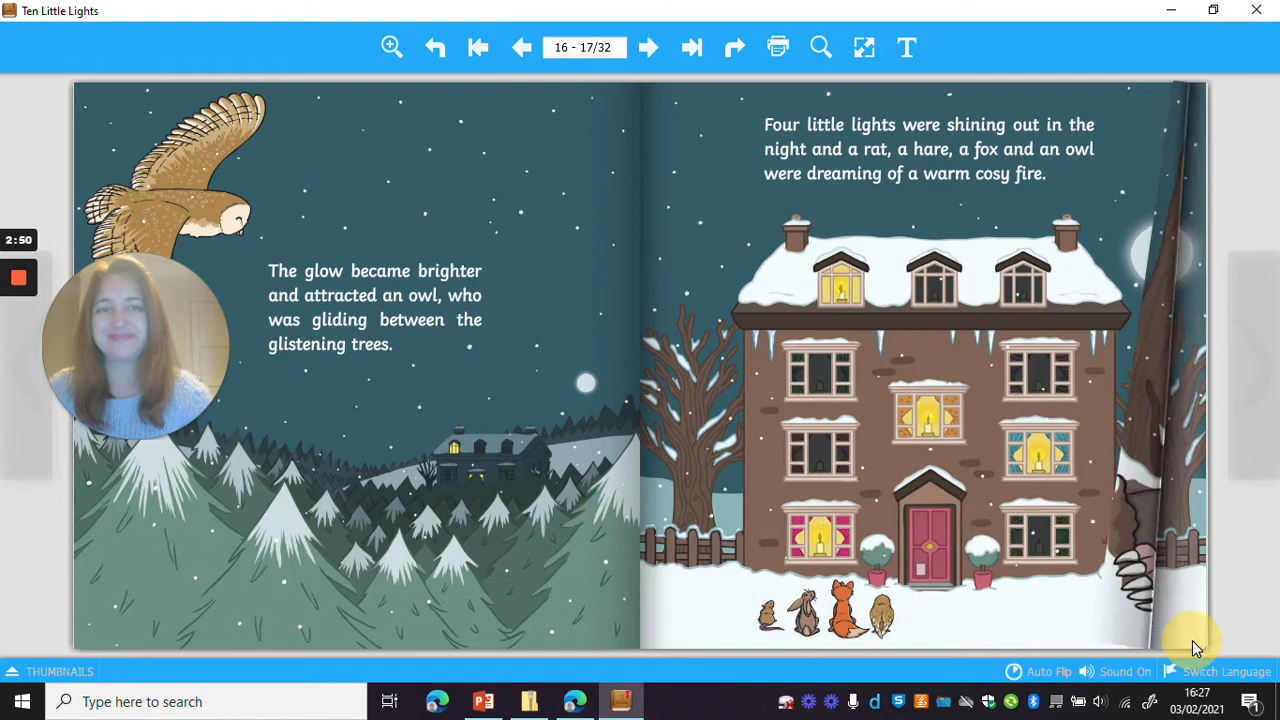 Ten Little Lights
16 - 17/32
T
Four little lights were shining out in the
night and a rat, a hare, a fox and an owl
were dreaming of a warm cosy fire.
2:50
The glow became brighter
and attracted an owl, who
was gliding between the
glistening trees.
THUMBNAILS
Auto Flip
Sound On
Switch Language
Type here to search
16:27
03/02/2021
1